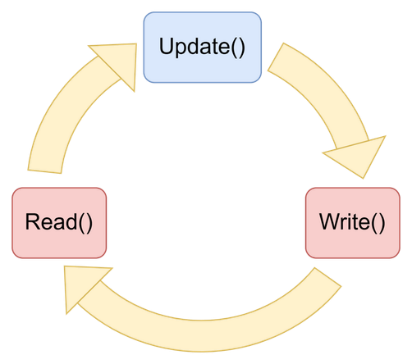 Update()
Read()
Write()